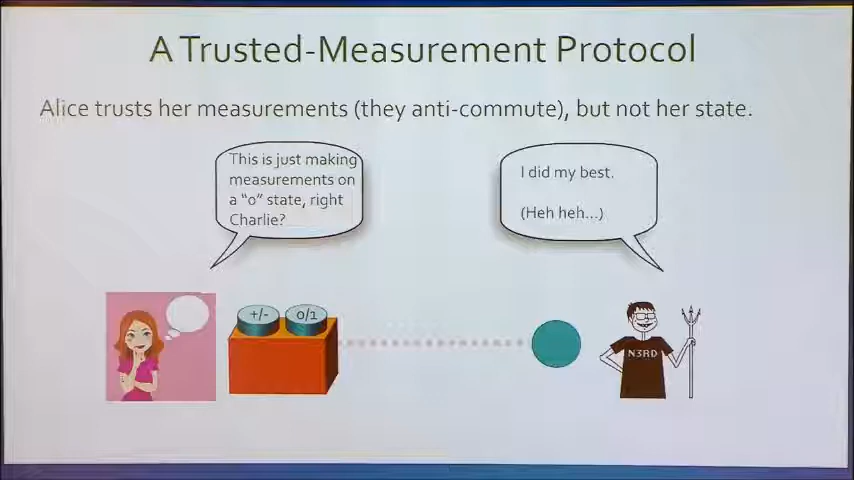 A Trusted-Measurement Protocol
Alice trusts her measurements (they anti-commute), but not her state.
This is just making
measurements on
a "0" state, right
Charlie?
I did my best.
(Heh heh...)
+/-
0/1
N3RD